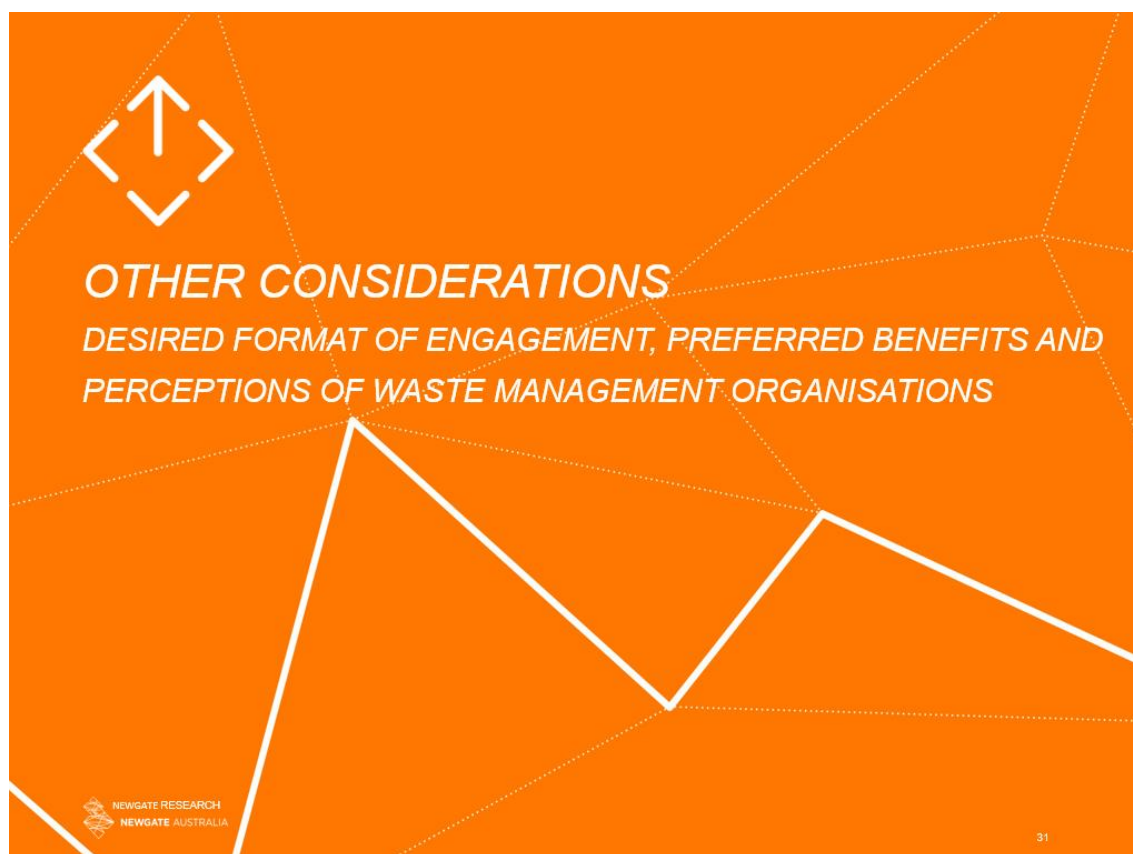 OTHER CONSIDERATIONS
DESIRED FORMAT OF ENGAGEMENT, PREFERRED BENEFITS AND
PERCEPTIONS OF WASTE MANAGEMENT ORGANISATIONS
NEWGATE RESEARCH
NEWGATE AUSTRALIA
31